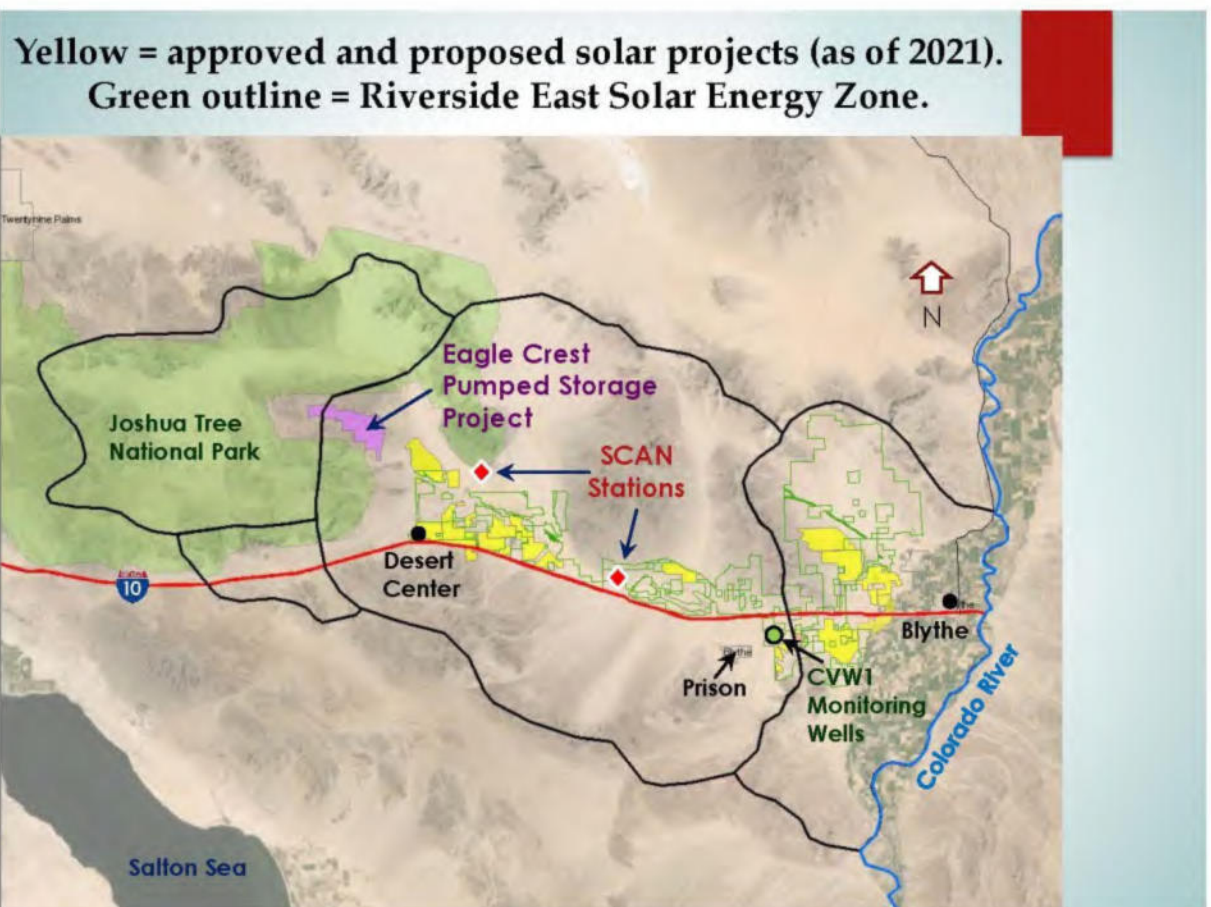 Yellow = approved and proposed solar projects (as of 2021).
Green outline = Riverside East Solar Energy Zone.
Twentynine Palms
N
Eagle Crest
Pumped Storage
Project
Joshua Tree
National Park
SCAN
Stations
Desert
Center
10
Blythe
Prison
CVW1
Monitoring
Wells
Colorado River
Salton Sea